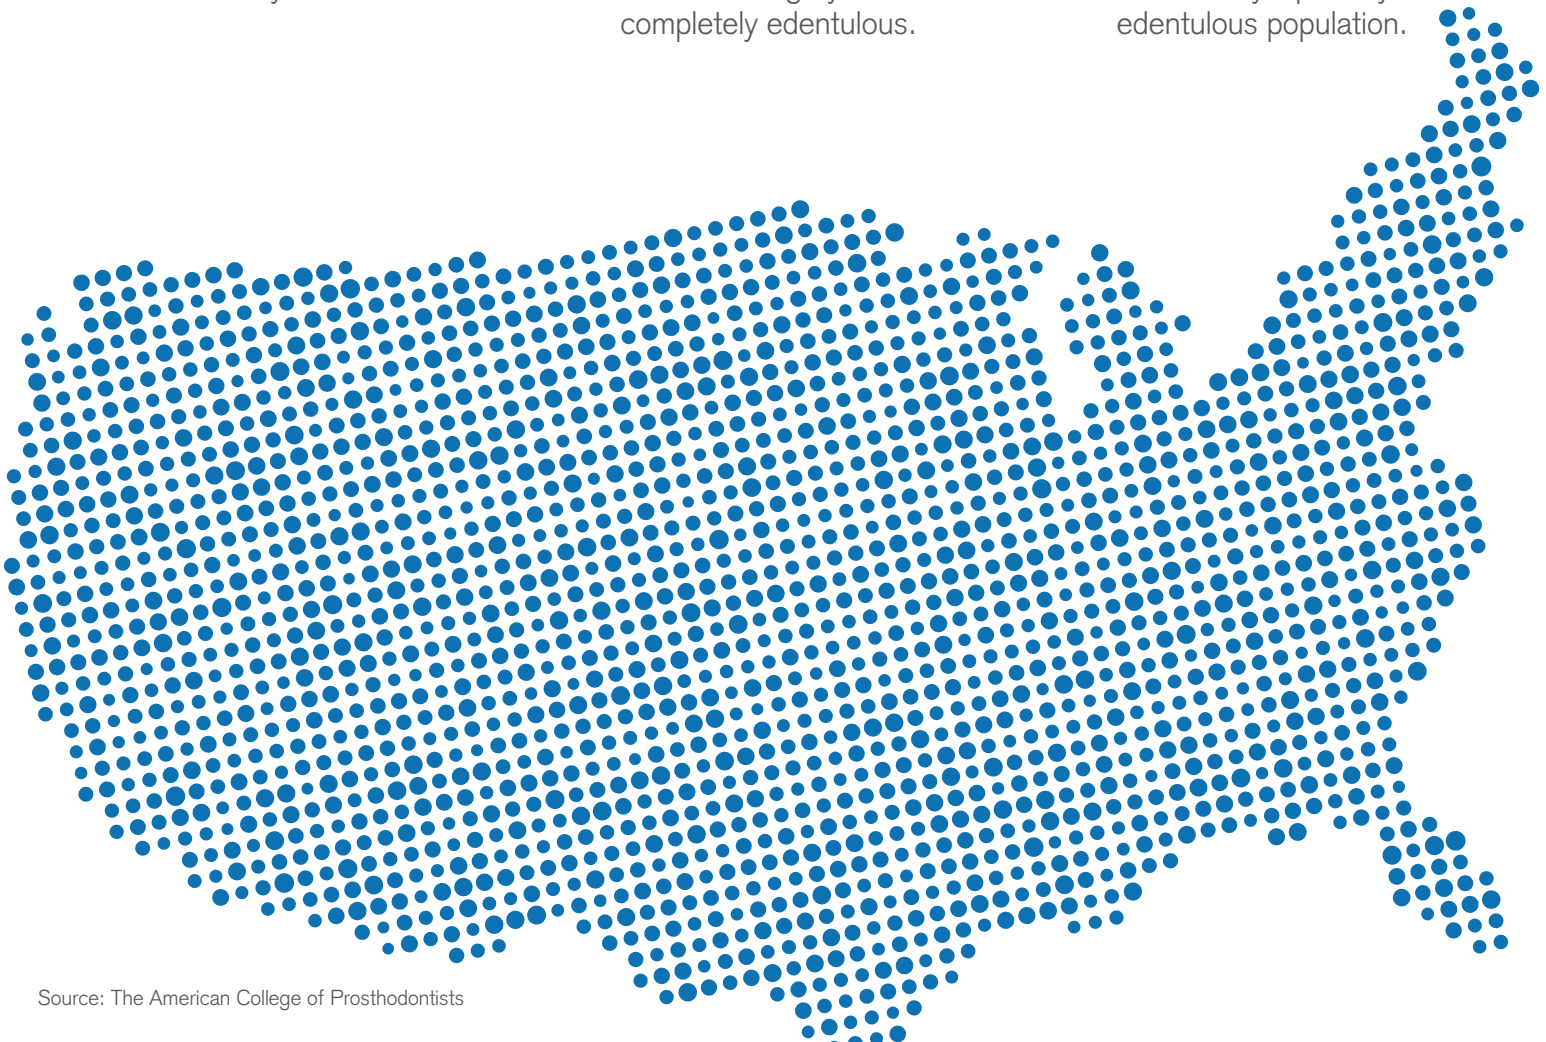 completely edentulous.
edentulous population.
Source: The American College of Prosthodontists